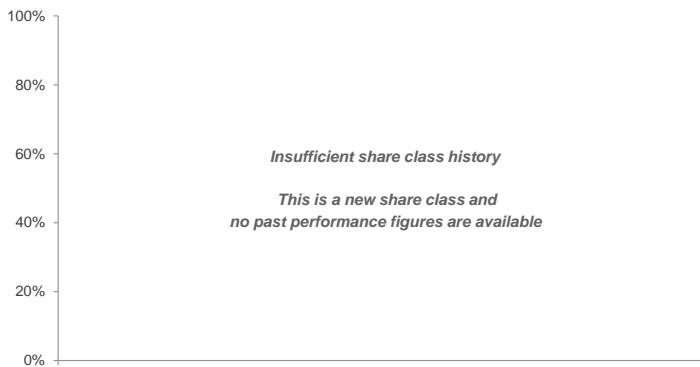 100%
80%
60%
Insufficient share class history
This is a new share class and
40%
no past performance figures are available
20%
0%